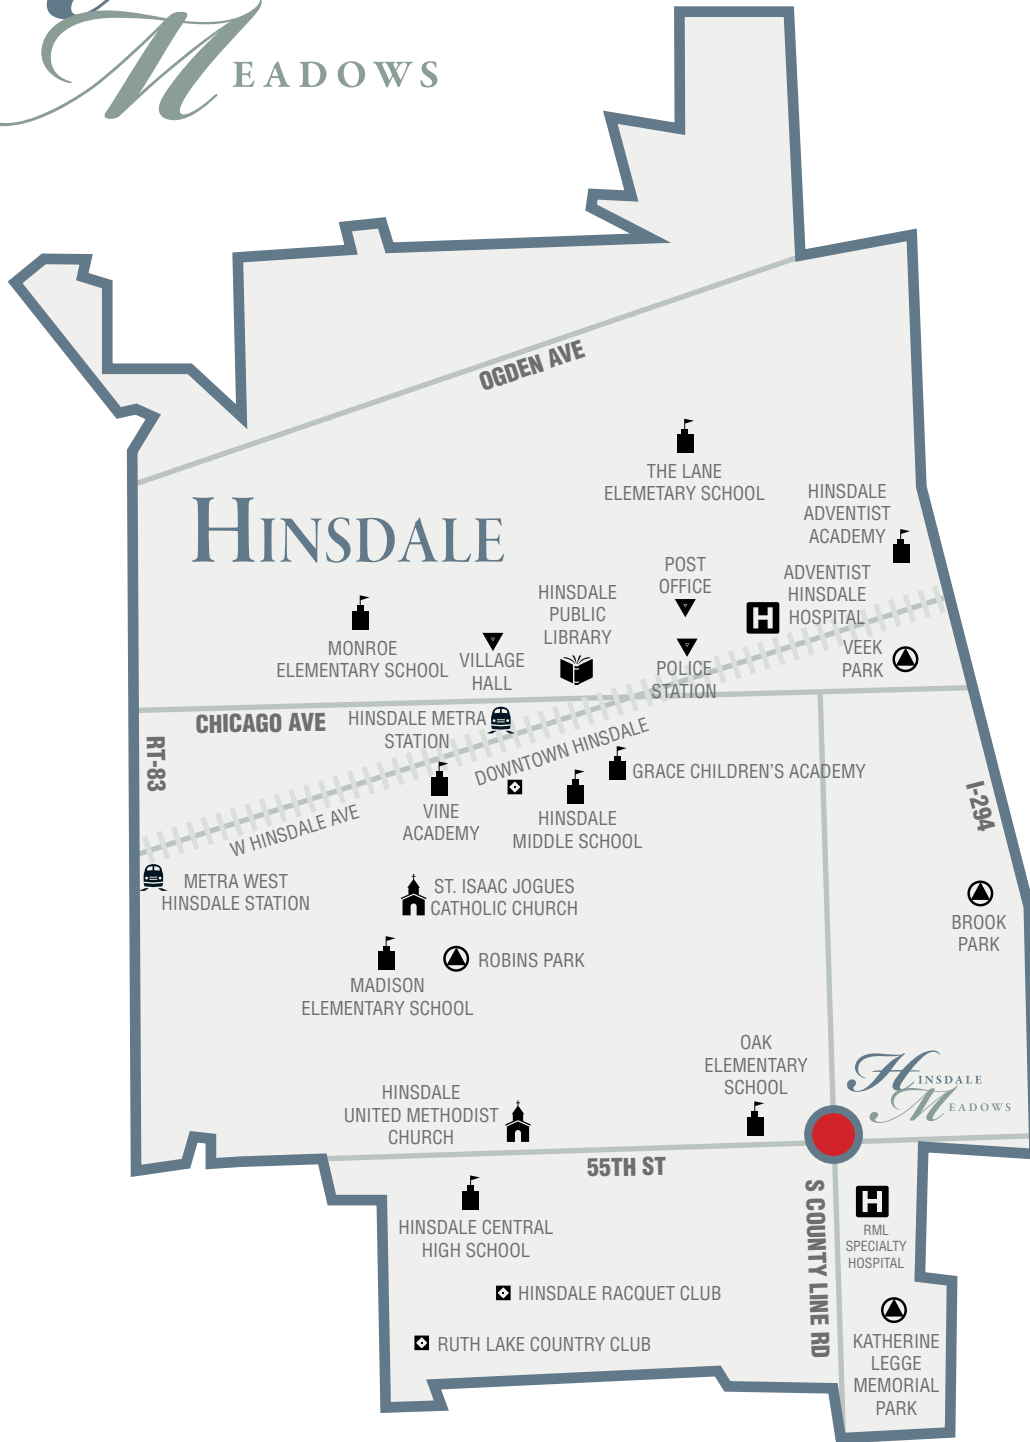 MEADOWS
OGDEN AVE
THE LANE
ELEMETARY SCHOOL
HINSDALE
ADVENTIST
ACADEMY
HINSDALE
POST
OFFICE
ADVENTIST
HINSDALE
HOSPITAL
H
HINSDALE
PUBLIC
LIBRARY
MONROE
ELEMENTARY SCHOOL
VILLAGE
HALL
POLICE
STATION
VEEK
PARK
CHICAGO AVE
HINSDALE METRA
STATION
RT-83
DOWNTOWN HINSDALE
GRACE CHILDREN'S ACADEMY
I-294
W HINSDALE AVE
VINE
ACADEMY
HINSDALE
MIDDLE SCHOOL
METRA WEST
HINSDALE STATION
ST. ISAAC JOGUES
CATHOLIC CHURCH
BROOK
PARK
ROBINS PARK
MADISON
ELEMENTARY SCHOOL
OAK
ELEMENTARY
SCHOOL
HINSDALE
MEADOWS
HINSDALE
UNITED METHODIST
CHURCH
55TH ST
S COUNTY LINE RD
H
RML
SPECIALTY
HOSPITAL
HINSDALE CENTRAL
HIGH SCHOOL
HINSDALE RACQUET CLUB
RUTH LAKE COUNTRY CLUB
KATHERINE
LEGGE
MEMORIAL
PARK